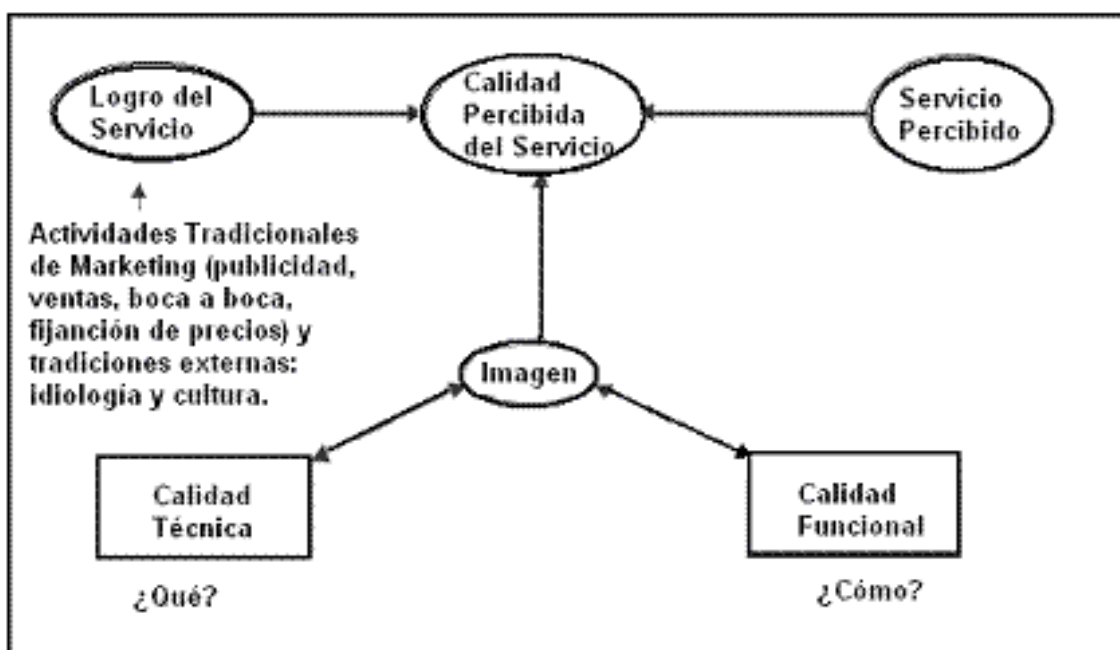 Logro del
Servicio
Calidad
Percibida
del Servicio
Servicio
Percibido
Actividades Tradicionales
de Marketing (publicidad,
ventas, boca a boca,
fijanción de precios) y
tradiciones externas:
idiología y cultura.
Imagen
Calidad
Técnica
¿Qué?
Calidad
Funcional
¿Cómo?